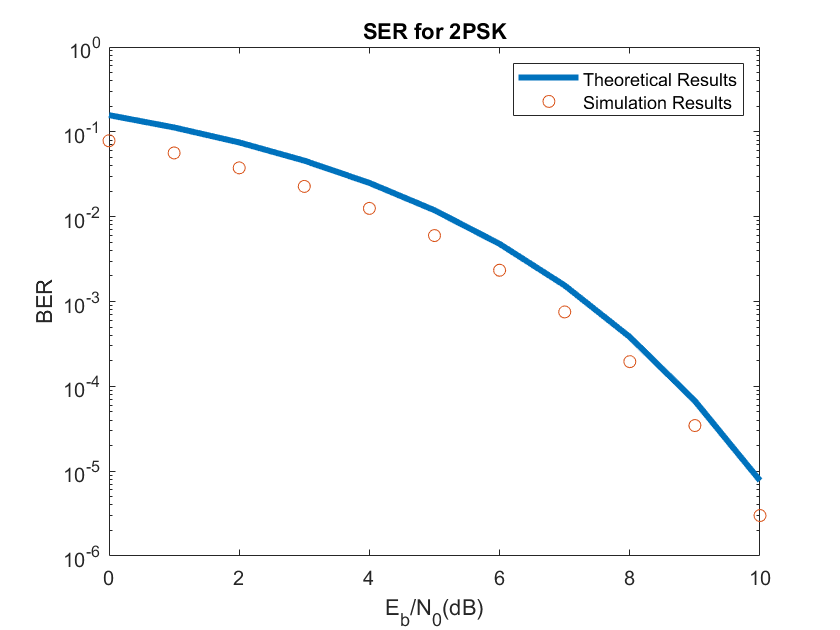 SER for 2PSK
Theoretical Results
Simulation Results
BER
10^0
10^-1
10^-2
10^-3
10^-4
10^-5
10^-6
0 2 4 6 8 10
E_b/N_0(dB)